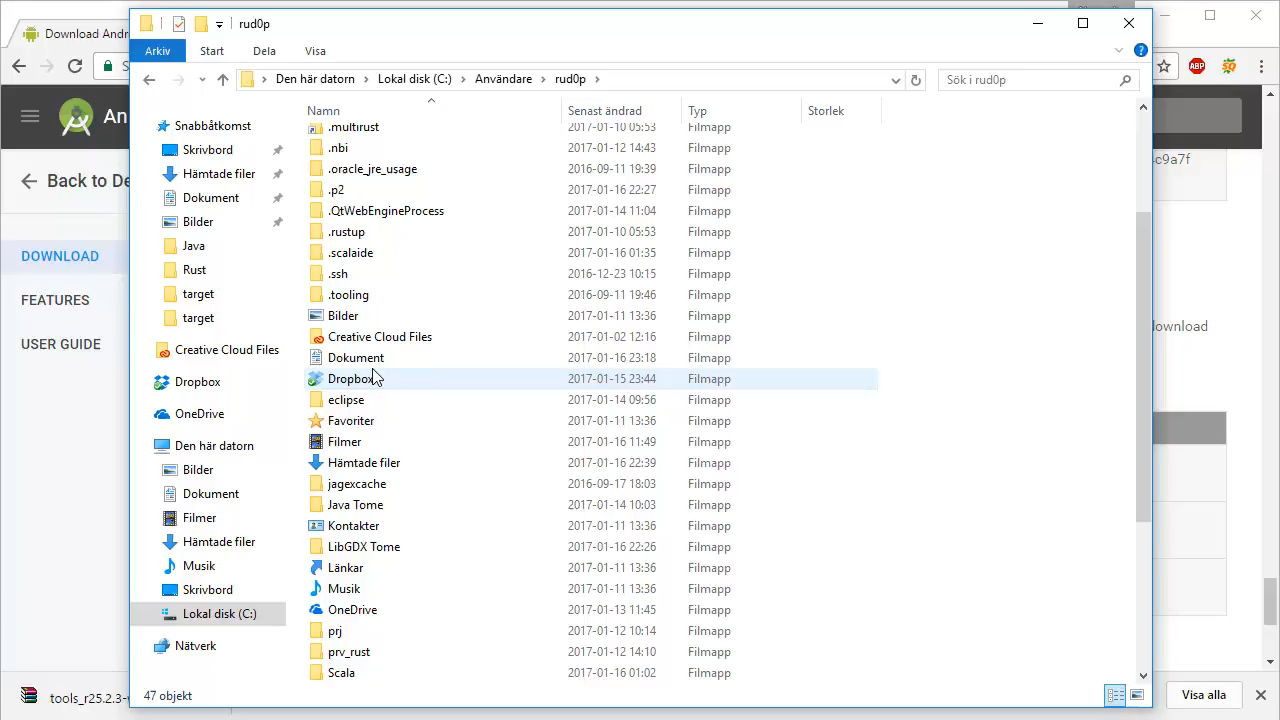 Download Andr
rud0p
Arkiv Start Dela Visa
Den här datorn Lokal disk (C:) Användare rud0p
Sök i rud0p
ABP
An
Back to De
DOWNLOAD
FEATURES
USER GUIDE
Snabbåtkomst
Skrivbord
Hämtade filer
Dokument
Bilder
Java
Rust
target
target
Creative Cloud Files
Dropbox
OneDrive
Den här datorn
Bilder
Dokument
Filmer
Hämtade filer
Musik
Skrivbord
Lokal disk (C:)
Nätverk
Namn Senast ändrad Typ Storlek
.multirust 2017-01-10 05:53 Filmapp
.nbi 2017-01-12 14:43 Filmapp
.oracle_jre_usage 2016-09-11 19:39 Filmapp
.p2 2017-01-16 22:27 Filmapp
.QtWebEngineProcess 2017-01-14 11:04 Filmapp
.rustup 2017-01-10 05:53 Filmapp
.scalaide 2017-01-16 01:35 Filmapp
.ssh 2016-12-23 10:15 Filmapp
.tooling 2016-09-11 19:46 Filmapp
Bilder 2017-01-11 13:36 Filmapp
Creative Cloud Files 2017-01-02 12:16 Filmapp
Dokument 2017-01-16 23:18 Filmapp
Dropbox 2017-01-15 23:44 Filmapp
eclipse 2017-01-14 09:56 Filmapp
Favoriter 2017-01-11 13:36 Filmapp
Filmer 2017-01-16 11:49 Filmapp
Hämtade filer 2017-01-16 22:39 Filmapp
jagexcache 2016-09-17 18:03 Filmapp
Java Tome 2017-01-14 10:03 Filmapp
Kontakter 2017-01-11 13:36 Filmapp
LibGDX Tome 2017-01-16 22:26 Filmapp
Länkar 2017-01-11 13:36 Filmapp
Musik 2017-01-11 13:36 Filmapp
OneDrive 2017-01-13 11:45 Filmapp
prj 2017-01-12 10:14 Filmapp
prv_rust 2017-01-12 14:10 Filmapp
Scala 2017-01-16 01:02 Filmapp
47 objekt
c9a7f
ownload
tools_r25.2.3-w
Visa alla